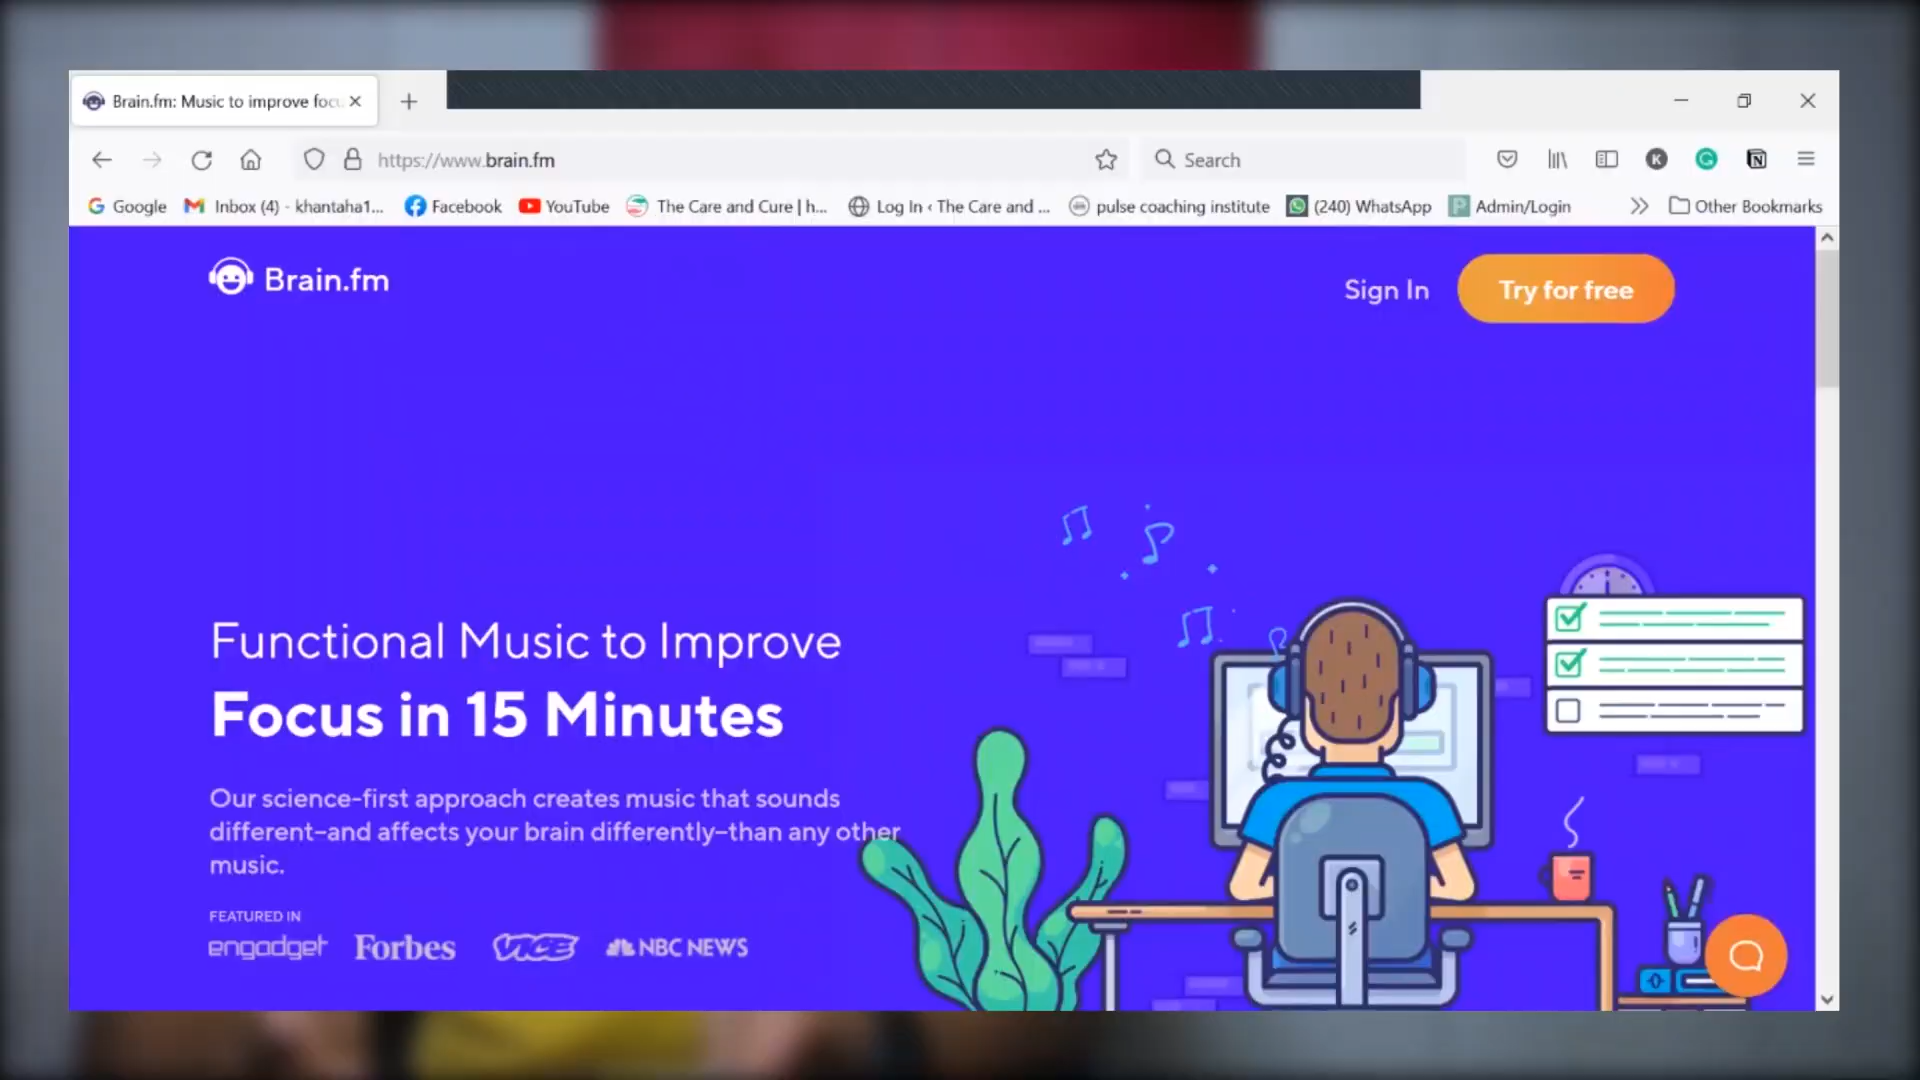 Brain.fm: Music to improve focu
https://www.brain.fm
Search
K
G
N
Google
Inbox (4) - khantaha1...
Facebook
YouTube
The Care and Cure | h...
Log In ‹ The Care and ...
pulse coaching institute
(240) WhatsApp
P Admin/Login
Other Bookmarks
Brain.fm
Sign In
Try for free
Functional Music to Improve
Focus in 15 Minutes
Our science-first approach creates music that sounds
different–and affects your brain differently–than any other
music.
FEATURED IN
engadget Forbes VICE NBC NEWS